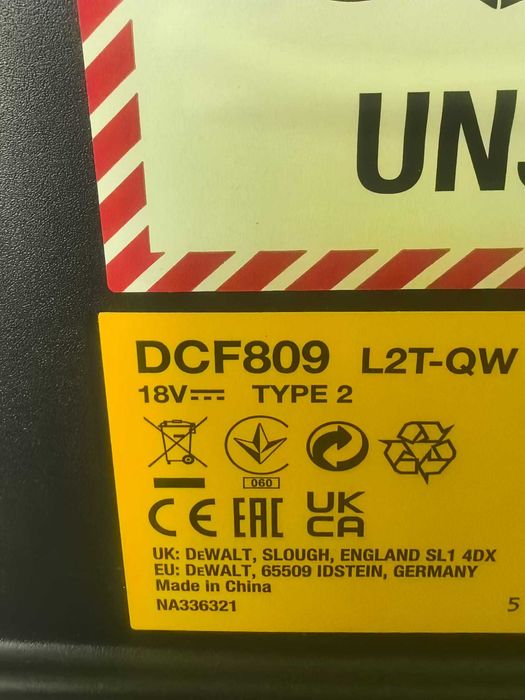 UNS
DCF809 L2T-QW
18V TYPE 2
060
CE EAC UK CA
UK: DEWALT, SLOUGH, ENGLAND SL1 4DX
EU: DEWALT, 65509 IDSTEIN, GERMANY
Made in China
NA336321
5